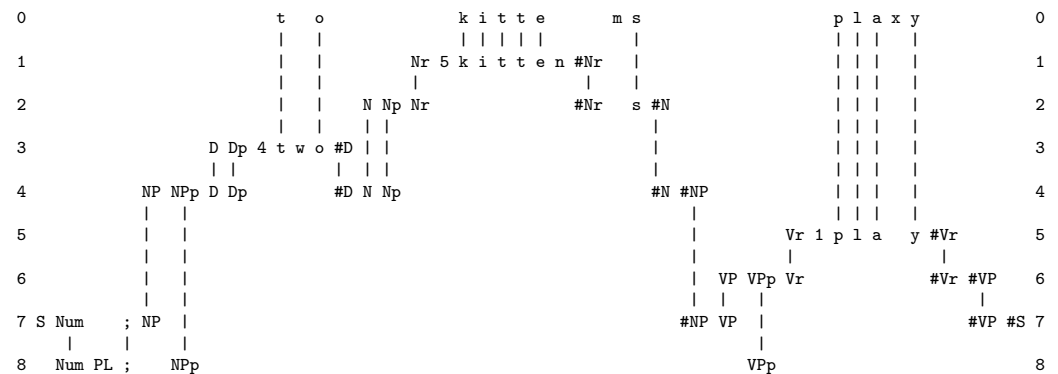 0 t o k i t t e m s p l a x y 0
1 Nr 5 k i t t e n #Nr 1
2 N Np Nr #Nr s #N 2
3 D Dp 4 t w o #D 3
4 NP NPp D Dp #D N Np #N #NP 4
5 Vr 1 p l a y #Vr 5
6 VP VPp Vr #Vr #VP 6
7 S Num ; NP #NP VP #VP #S 7
8 Num PL ; NPp VPp 8